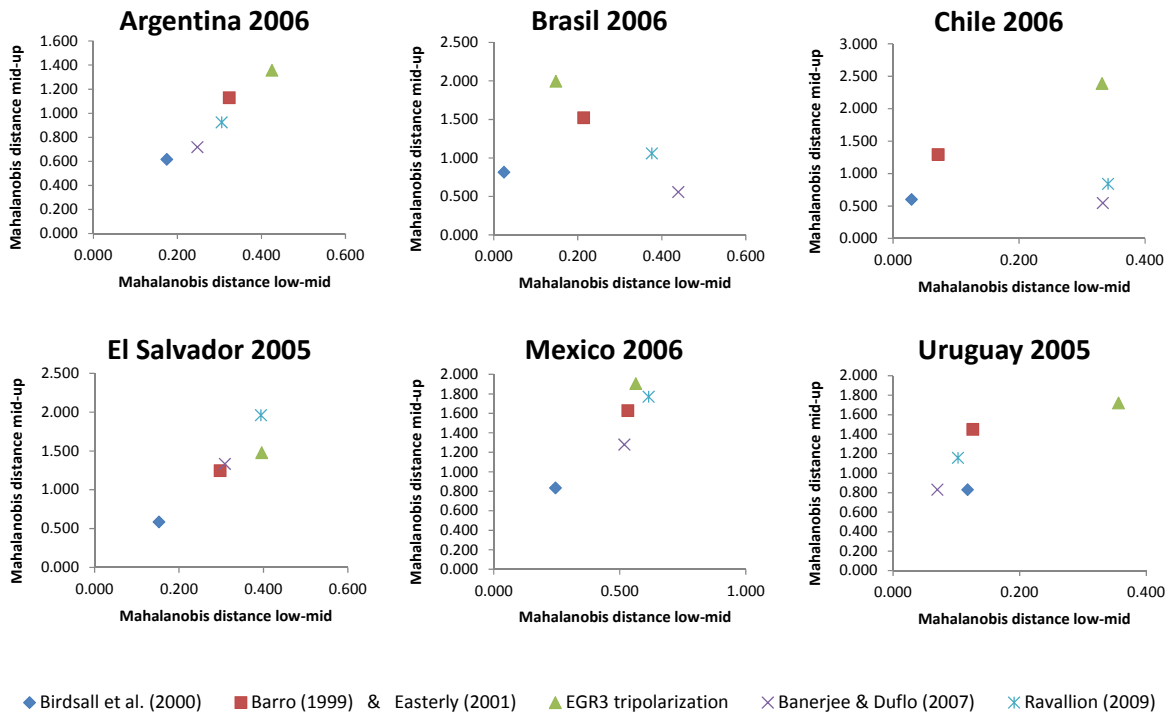 Argentina 2006
Mahalanobis distance mid-up
1.600
1.400
1.200
1.000
0.800
0.600
0.400
0.200
0.000
0.000 0.200 0.400 0.600
Mahalanobis distance low-mid
Brasil 2006
Mahalanobis distance mid-up
2.500
2.000
1.500
1.000
0.500
0.000
0.000 0.200 0.400 0.600
Mahalanobis distance low-mid
Chile 2006
Mahalanobis distance mid-up
3.000
2.500
2.000
1.500
1.000
0.500
0.000
0.000 0.200 0.400
Mahalanobis distance low-mid
El Salvador 2005
Mahalanobis distance mid-up
2.500
2.000
1.500
1.000
0.500
0.000
0.000 0.200 0.400 0.600
Mahalanobis distance low-mid
Mexico 2006
Mahalanobis distance mid-up
2.000
1.800
1.600
1.400
1.200
1.000
0.800
0.600
0.400
0.200
0.000
0.000 0.500 1.000
Mahalanobis distance low-mid
Uruguay 2005
Mahalanobis distance mid-up
2.000
1.800
1.600
1.400
1.200
1.000
0.800
0.600
0.400
0.200
0.000
0.000 0.200 0.400
Mahalanobis distance low-mid
Birdsall et al. (2000) Barro (1999) & Easterly (2001) EGR3 tripolarization Banerjee & Duflo (2007) Ravallion (2009)